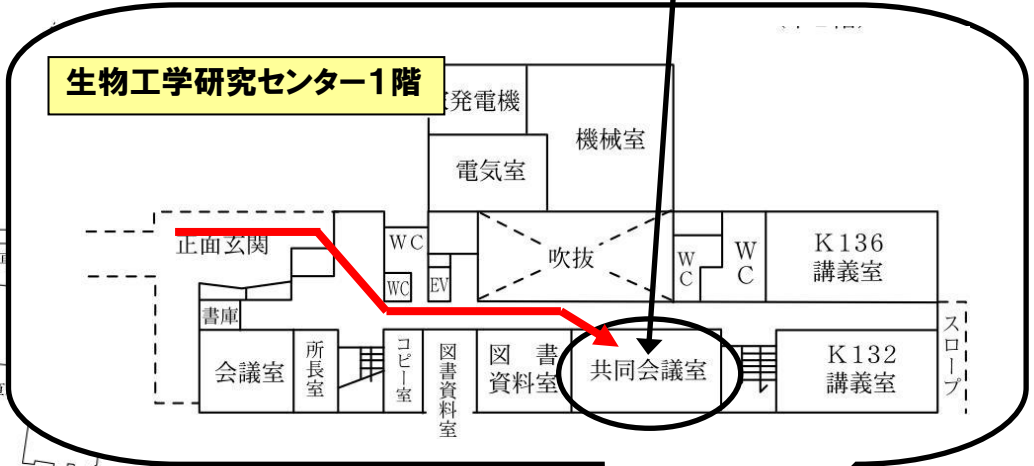 生物工学研究センター1階
発電機
機械室
電気室
正面玄関
WC
WC
EV
吹抜
WC
WC
K136
講義室
書庫
会議室
所長室
コピー室
図書資料室
図書
資料室
共同会議室
K132
講義室
スロープ